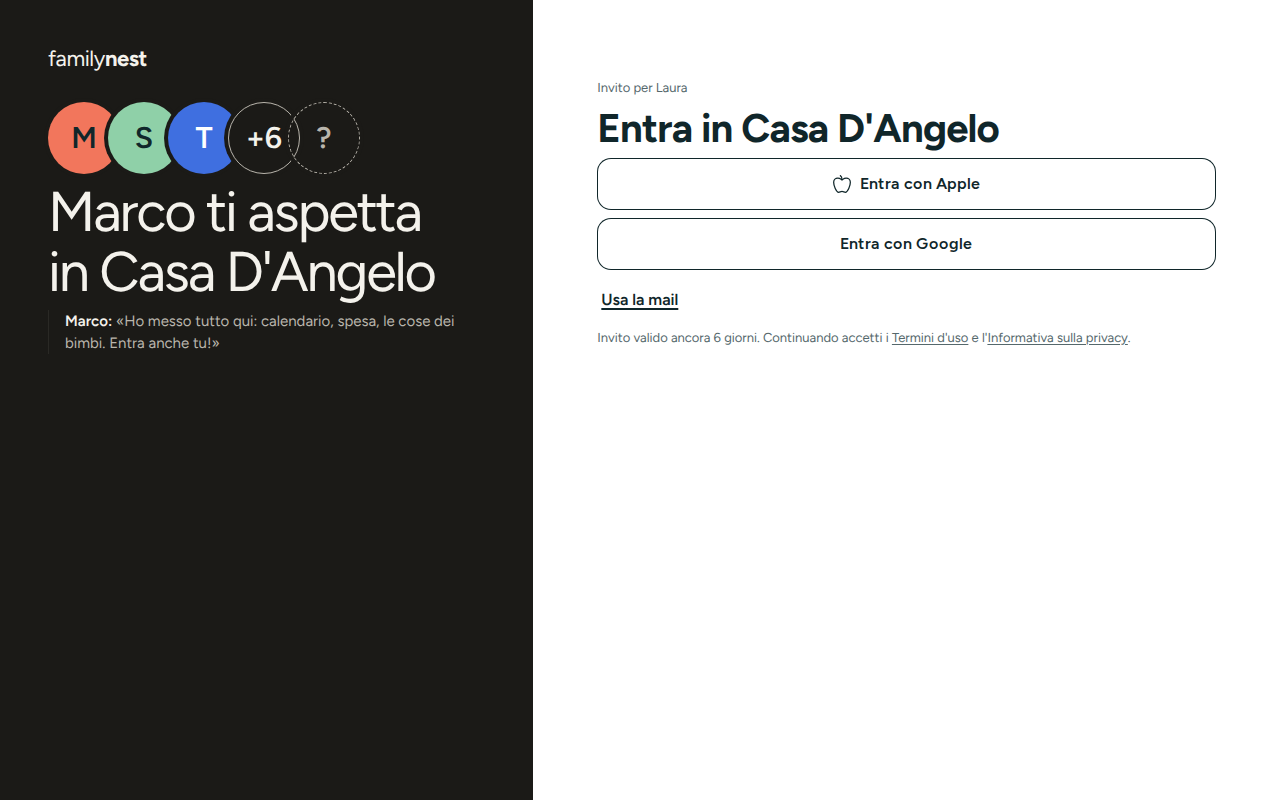 familynest
M S T +6 ?
Marco ti aspetta
in Casa D'Angelo
Marco: «Ho messo tutto qui: calendario, spesa, le cose dei
bimbi. Entra anche tu!»
Invito per Laura
Entra in Casa D'Angelo
Entra con Apple
Entra con Google
Usa la mail
Invito valido ancora 6 giorni. Continuando accetti i Termini d'uso e l'Informativa sulla privacy.